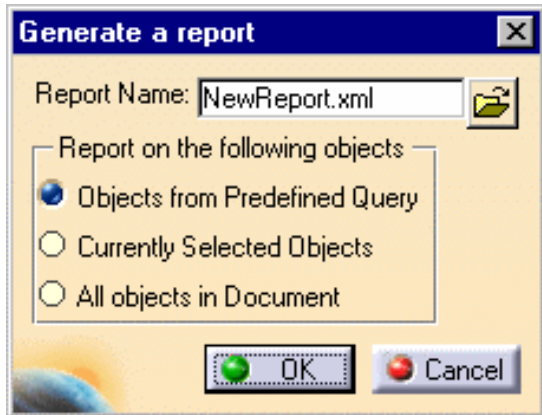 Generate a report
Report Name: NewReport.xml
Report on the following objects
Objects from Predefined Query
Currently Selected Objects
All objects in Document
OK Cancel